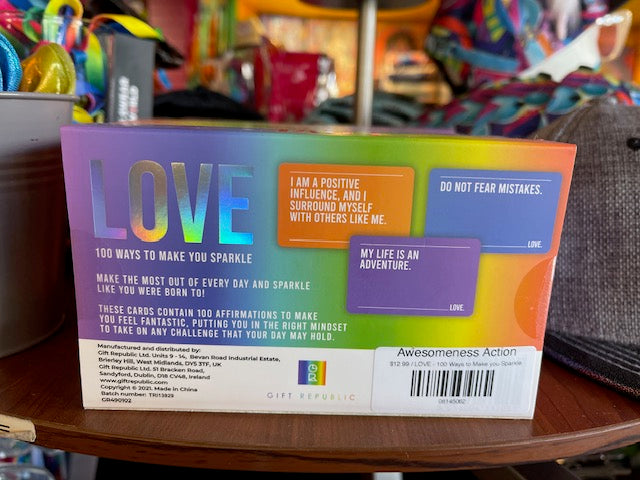 LOVE
100 WAYS TO MAKE YOU SPARKLE
MAKE THE MOST OUT OF EVERY DAY AND SPARKLE
LIKE YOU WERE BORN TO!
THESE CARDS CONTAIN 100 AFFIRMATIONS TO MAKE
YOU FEEL FANTASTIC, PUTTING YOU IN THE RIGHT MINDSET
TO TAKE ON ANY CHALLENGE THAT YOUR DAY MAY HOLD.
I AM A POSITIVE
INFLUENCE, AND I
SURROUND MYSELF
WITH OTHERS LIKE ME.
DO NOT FEAR MISTAKES.
LOVE.
MY LIFE IS AN
ADVENTURE.
LOVE.
Manufactured and distributed by:
Gift Republic Ltd. Units 9 - 14, Bevan Road Industrial Estate,
Brierley Hill, West Midlands, DY5 3TF, UK
Gift Republic Ltd. 51 Bracken Road,
Sandyford, Dublin, D18 CV48, Ireland
www.giftrepublic.com
Copyright © 2021. Made in China
Batch number: TR113929
GR490192
GIFT REPUBLIC
Awesomeness Action
$12.99 / LOVE - 100 Ways to Make you Sparkle
08145002